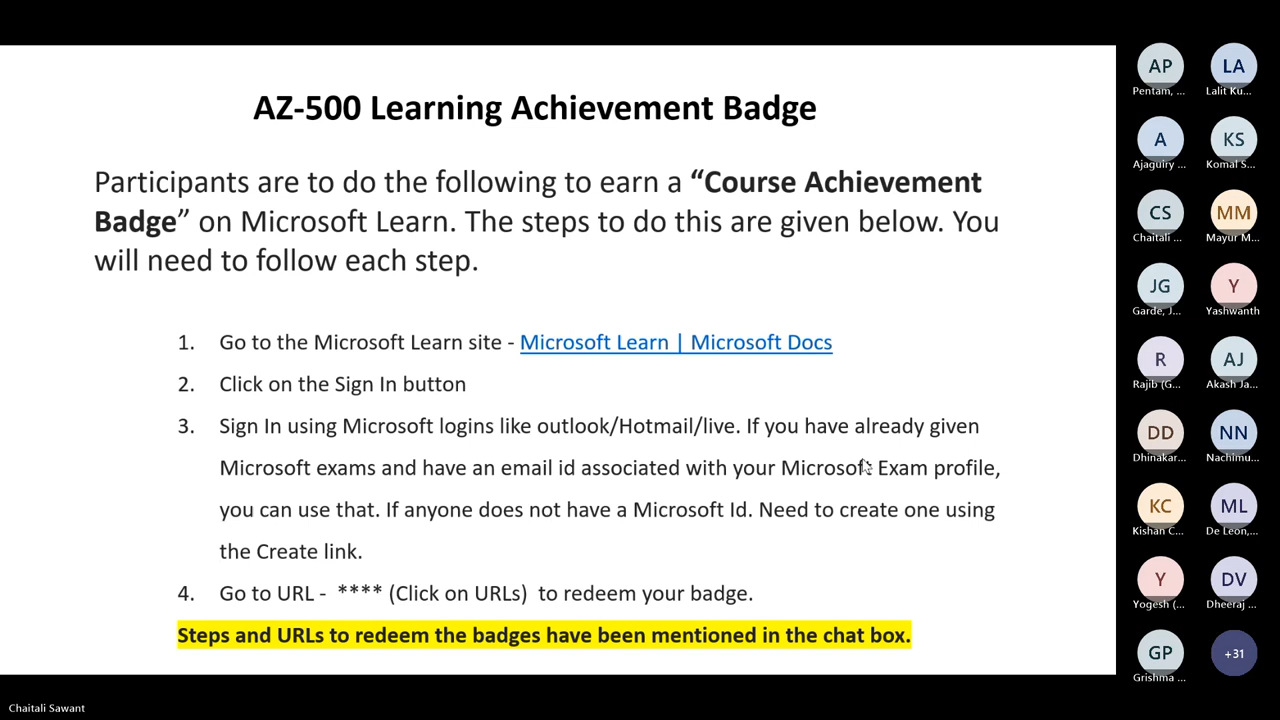 AZ-500 Learning Achievement Badge
Participants are to do the following to earn a “Course Achievement
Badge” on Microsoft Learn. The steps to do this are given below. You
will need to follow each step.
1. Go to the Microsoft Learn site - Microsoft Learn | Microsoft Docs
2. Click on the Sign In button
3. Sign In using Microsoft logins like outlook/Hotmail/live. If you have already given
Microsoft exams and have an email id associated with your Microsoft Exam profile,
you can use that. If anyone does not have a Microsoft Id. Need to create one using
the Create link.
4. Go to URL - **** (Click on URLs) to redeem your badge.
Steps and URLs to redeem the badges have been mentioned in the chat box.
AP LA
Pentam, ... Lalit Ku...
A KS
Ajaguiry ... Komal S...
CS MM
Chaitali ... Mayur M...
JG Y
Garde, J... Yashwanth
R AJ
Rajib (G... Akash Ja...
DD NN
Dhinakar... Nachimu...
KC ML
Kishan C... De Leon,...
Y DV
Yogesh (... Dheeraj ...
GP +31
Grishma ...
Chaitali Sawant